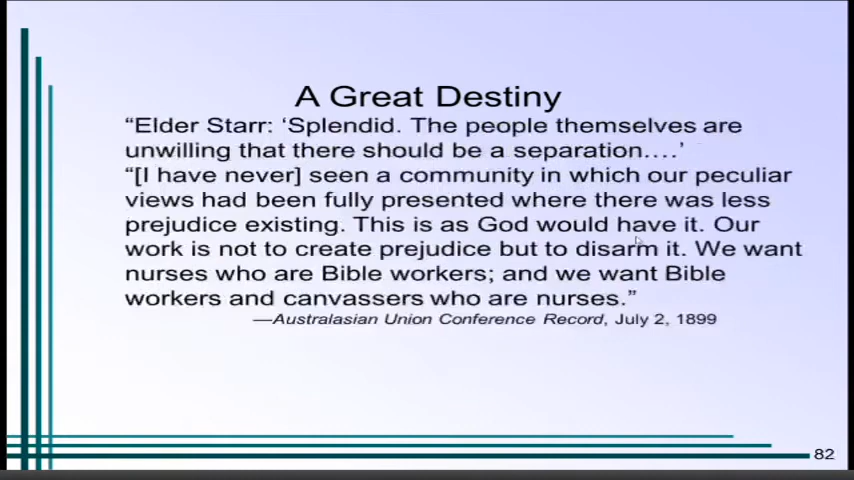 A Great Destiny
“Elder Starr: ‘Splendid. The people themselves are
unwilling that there should be a separation….’
“[I have never] seen a community in which our peculiar
views had been fully presented where there was less
prejudice existing. This is as God would have it. Our
work is not to create prejudice but to disarm it. We want
nurses who are Bible workers; and we want Bible
workers and canvassers who are nurses.”
—Australasian Union Conference Record, July 2, 1899
82